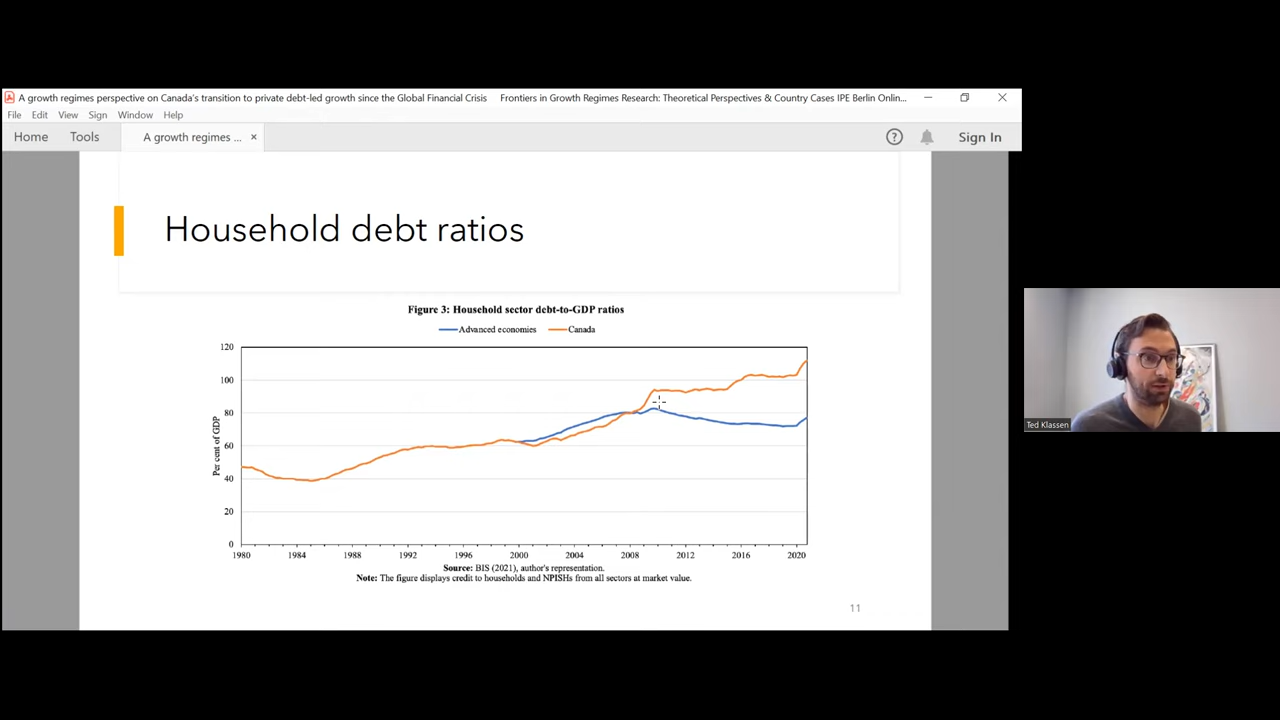 A growth regimes perspective on Canada's transition to private debt-led growth since the Global Financial Crisis Frontiers in Growth Regimes Research: Theoretical Perspectives & Country Cases IPE Berlin Onlin...
File Edit View Sign Window Help
Home Tools A growth regimes ... × ? Sign In
Household debt ratios
Figure 3: Household sector debt-to-GDP ratios
Advanced economies Canada
120
100
80
60
40
20
0
Per cent of GDP
1980 1984 1988 1992 1996 2000 2004 2008 2012 2016 2020
Source: BIS (2021), author's representation.
Note: The figure displays credit to households and NPISHs from all sectors at market value.
11
Ted Klassen